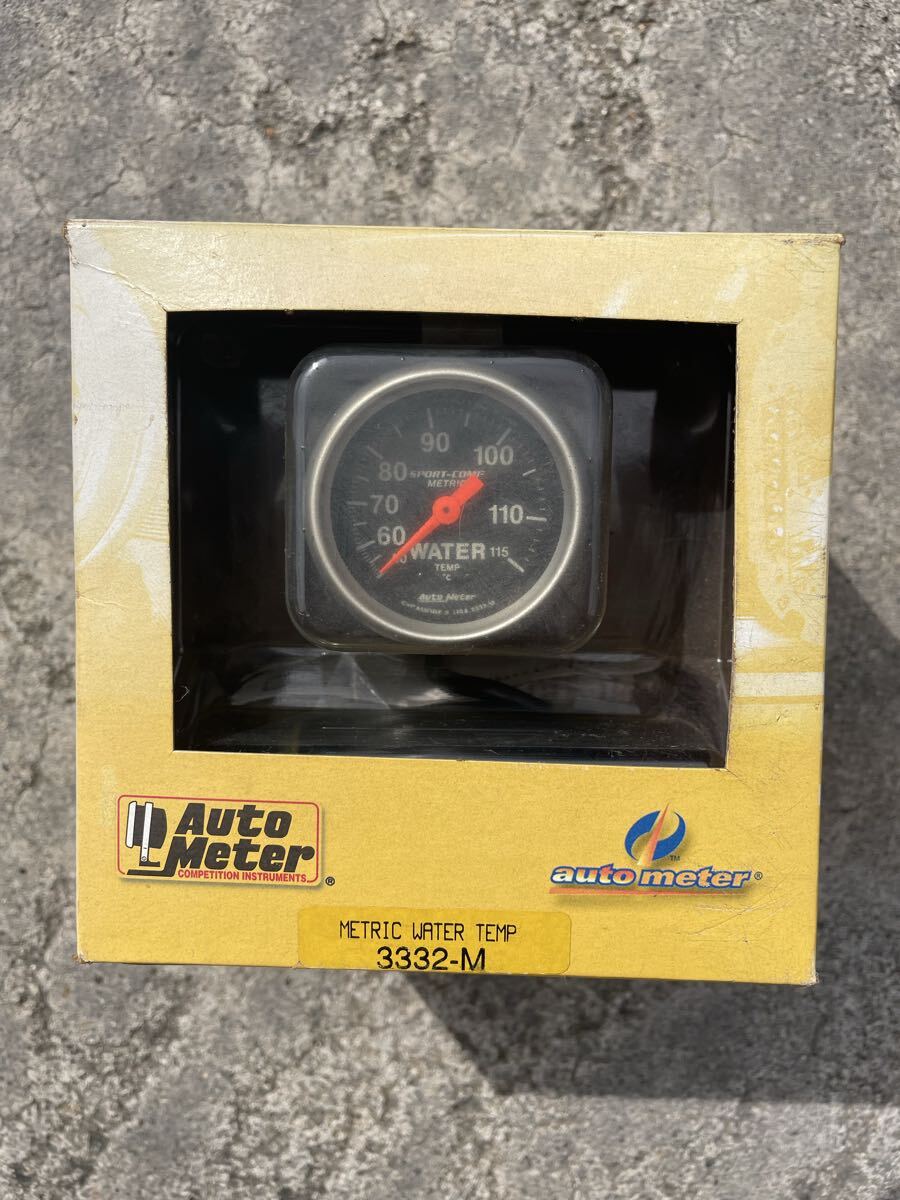 90
80
100
SPORT-COMP
METRIC
70
110
60
WATER
115
TEMP
°C
Auto Meter
Auto
Meter
COMPETITION INSTRUMENTS
®
TM
auto meter®
METRIC WATER TEMP
3332-M